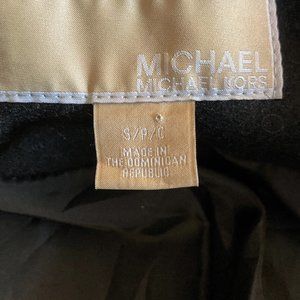 MICHAEL
MICHAEL KORS
S/P/C
MADE IN
THE DOMINICAN
REPUBLIC